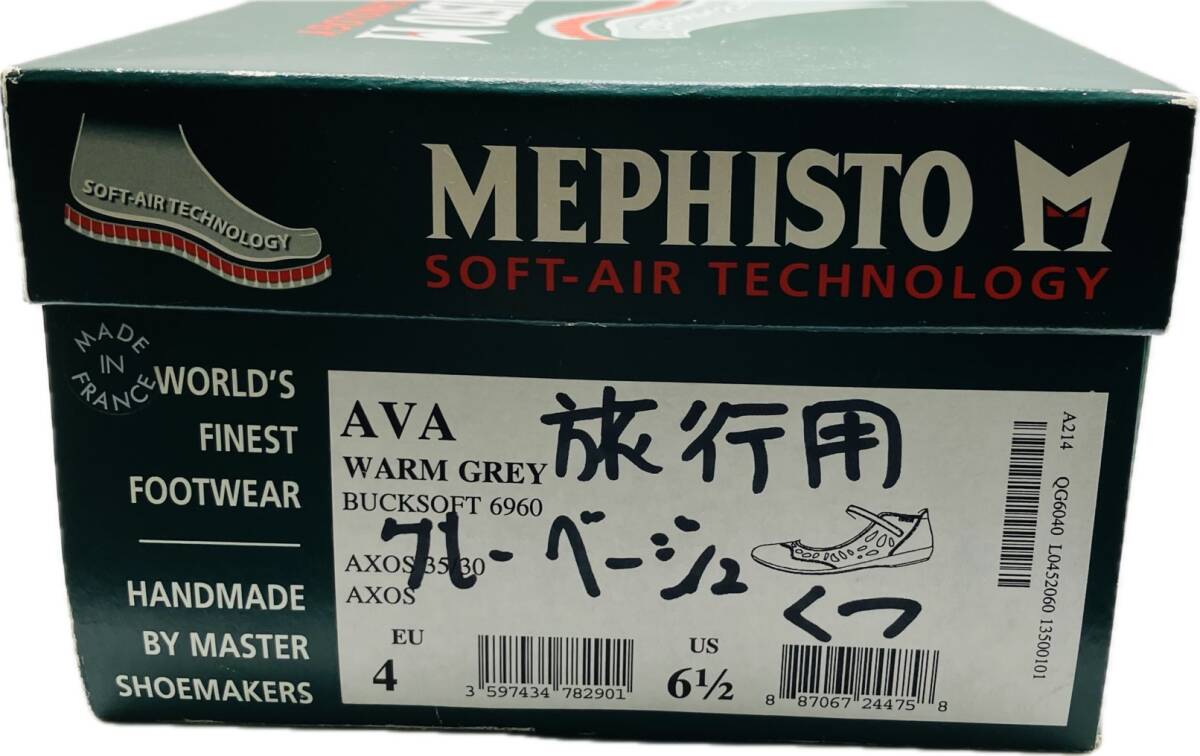 MEPHISTO
SOFT-AIR TECHNOLOGY
SOFT-AIR TECHNOLOGY
MADE IN FRANCE
WORLD'S
FINEST
FOOTWEAR
HANDMADE
BY MASTER
SHOEMAKERS
AVA
旅行用
WARM GREY
BUCKSOFT 6960
グレーベージュ
AXOS 35/30
AXOS
くつ
EU
4
3 597434 782901
US
6½
8 87067 24475 8
A214 QG6040 L0452060 13500101